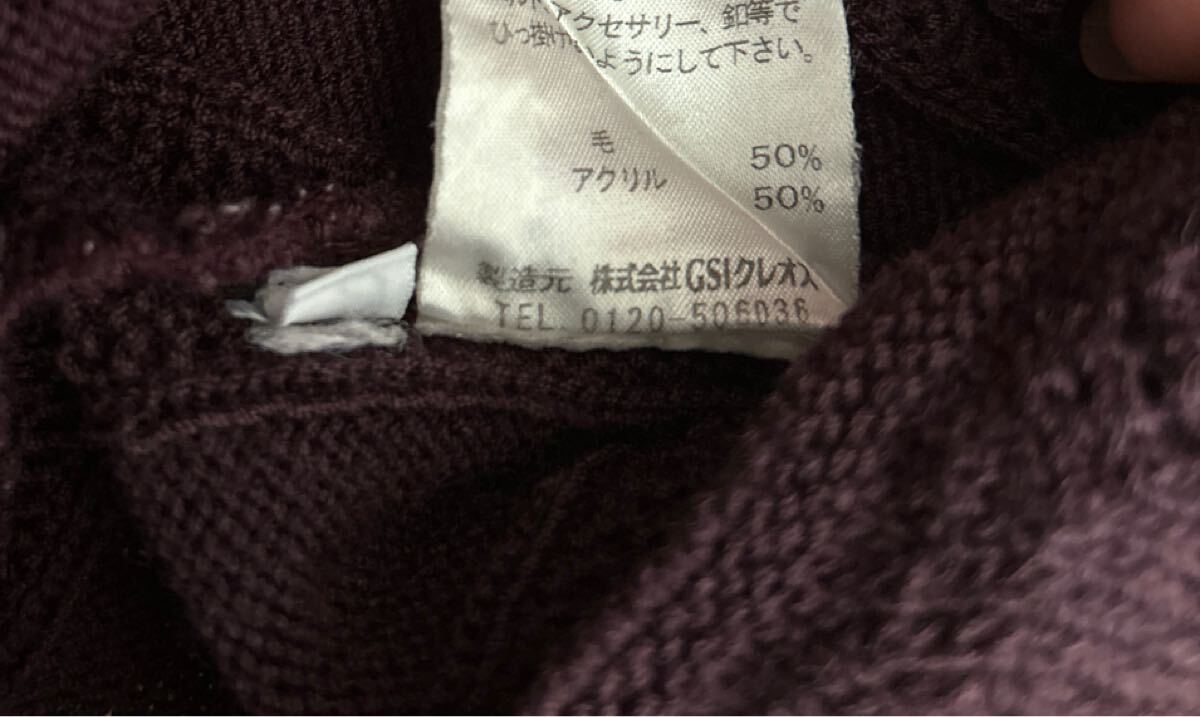 アクセサリー、釦等で
ひっ掛けないようにして下さい。
毛 50%
アクリル 50%
製造元 株式会社GSIクレオス
TEL 0120-506036